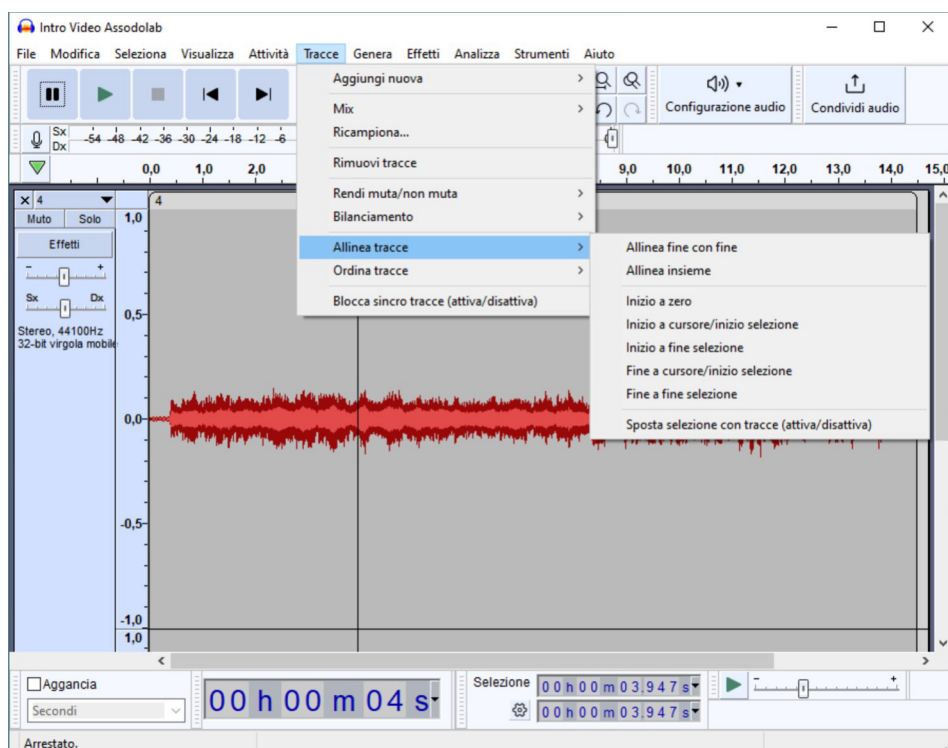 Intro Video Assodolab
File Modifica Seleziona Visualizza Attività Tracce Genera Effetti Analizza Strumenti Aiuto
Aggiungi nuova
Mix
Ricampiona...
Rimuovi tracce
Rendi muta/non muta
Bilanciamento
Allinea tracce
Ordina tracce
Blocca sincro tracce (attiva/disattiva)
Allinea fine con fine
Allinea insieme
Inizio a zero
Inizio a cursore/inizio selezione
Inizio a fine selezione
Fine a cursore/inizio selezione
Fine a fine selezione
Sposta selezione con tracce (attiva/disattiva)
Configurazione audio
Condividi audio
Sx
Dx
-54 -48 -42 -36 -30 -24 -18 -12 -6
0,0 1,0 2,0 9,0 10,0 11,0 12,0 13,0 14,0 15,0
4
4
Muto Solo
Effetti
- +
Sx Dx
Stereo, 44100Hz
32-bit virgola mobile
1,0
0,5-
0,0-
-0,5-
-1,0
1,0
Aggancia
Secondi
00 h 00 m 04 s
Selezione
00 h 00 m 03.947 s
00 h 00 m 03.947 s
- +
Arrestato.